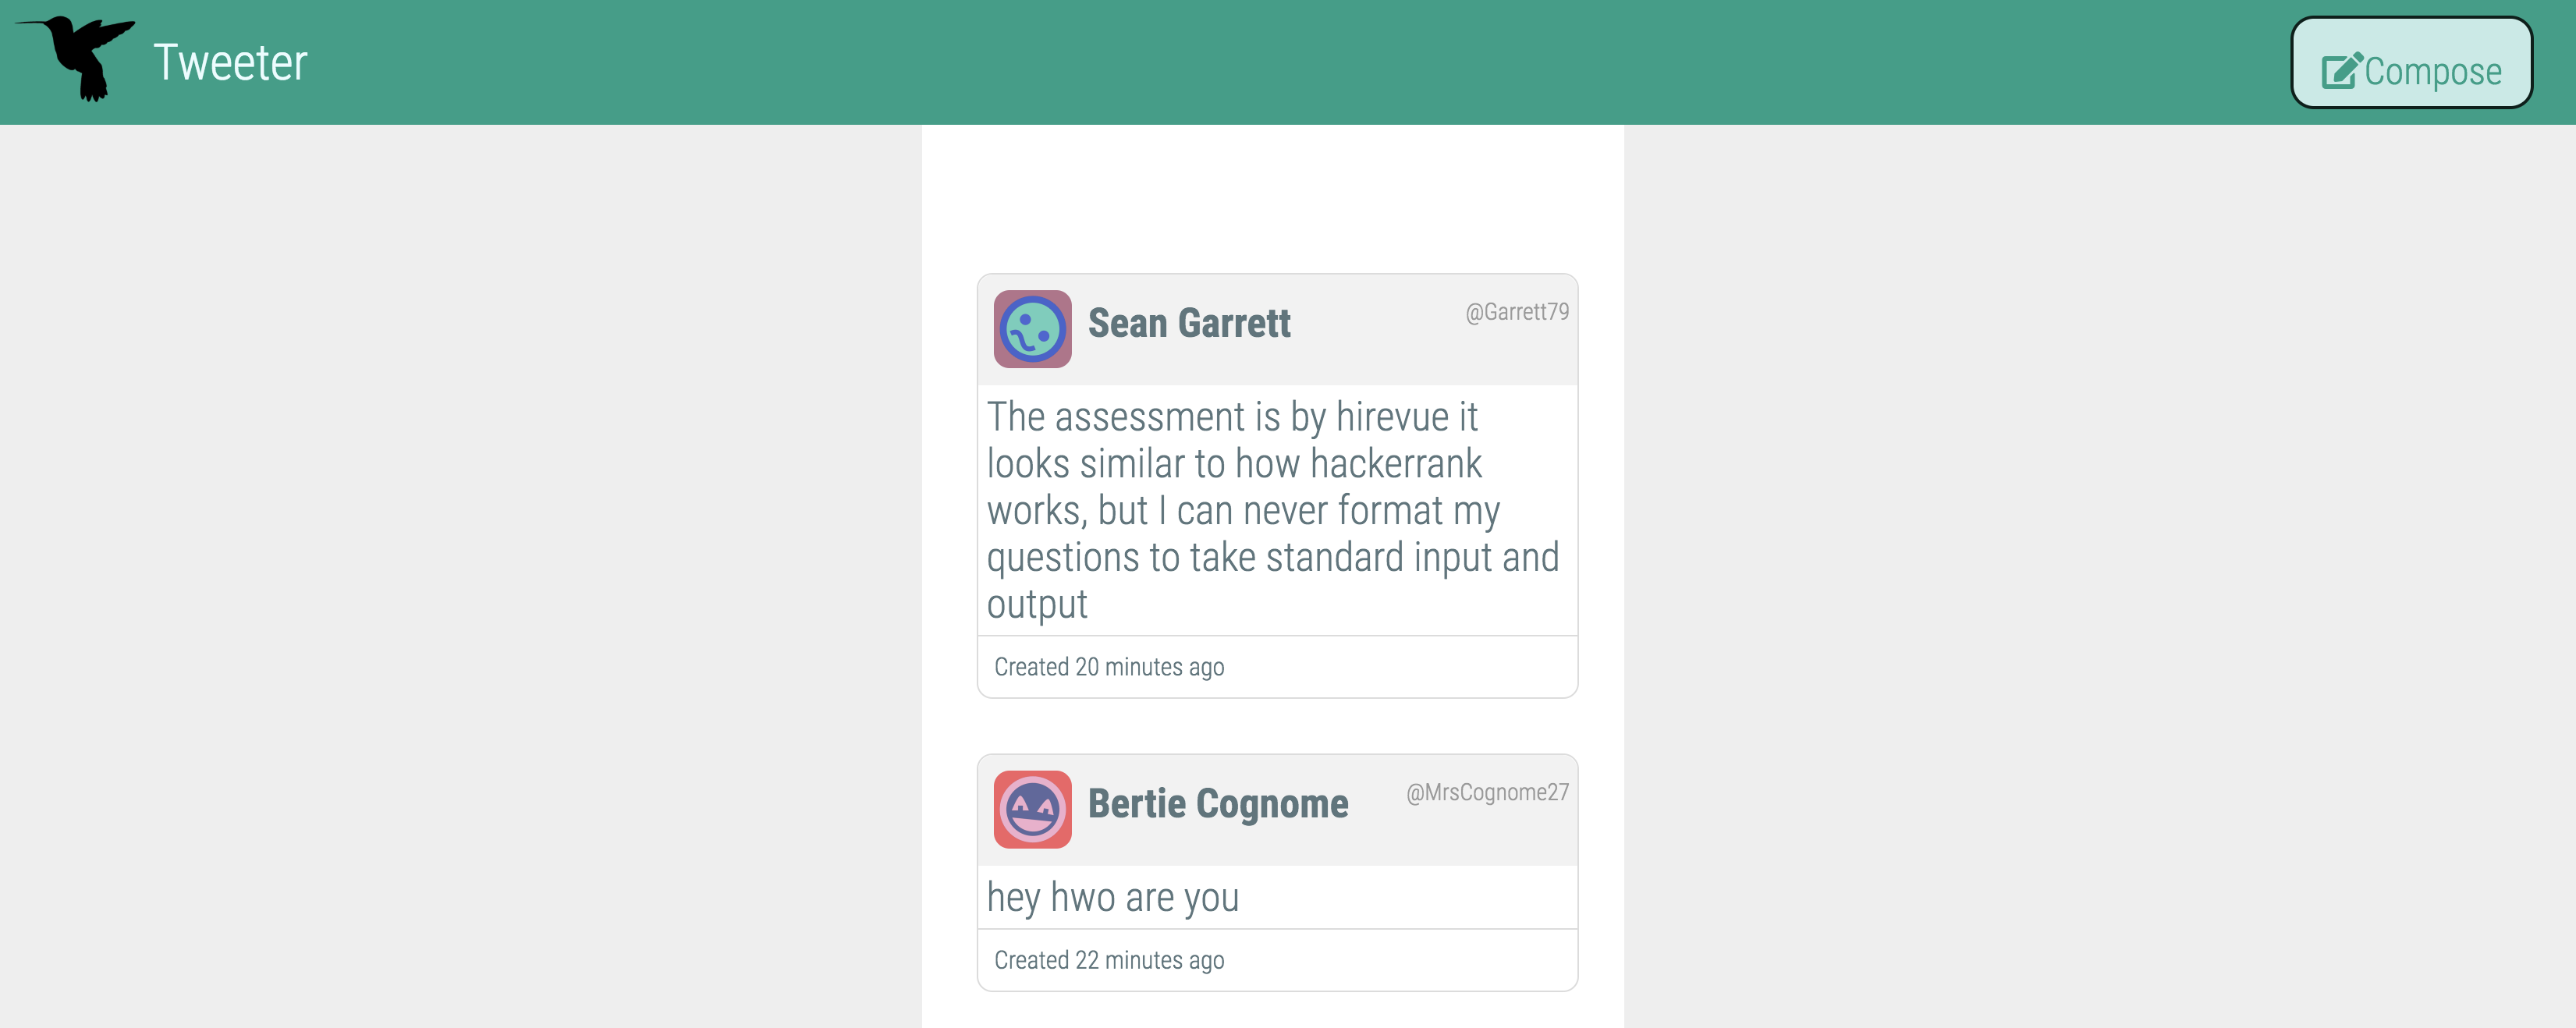 Tweeter
Compose
Sean Garrett
@Garrett79
The assessment is by hirevue it
looks similar to how hackerrank
works, but I can never format my
questions to take standard input and
output
Created 20 minutes ago
Bertie Cognome
@MrsCognome27
hey hwo are you
Created 22 minutes ago